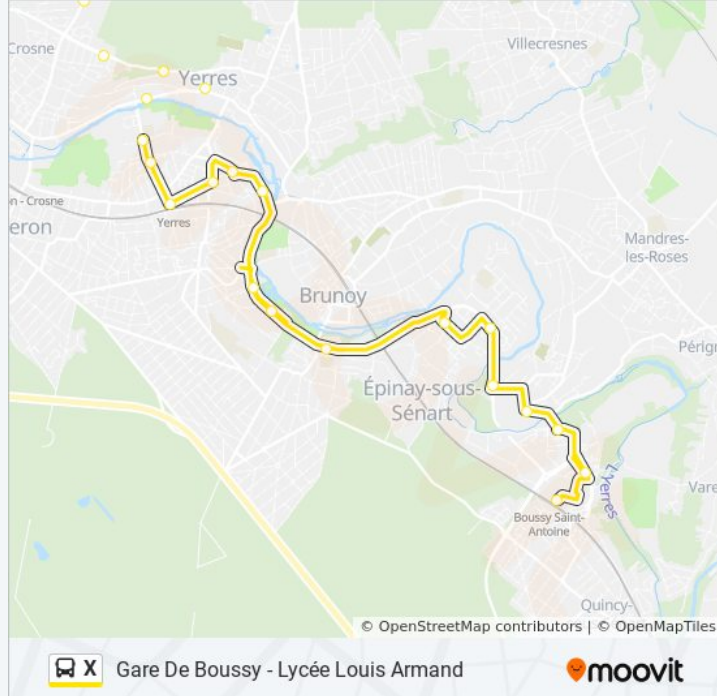 Crosne
Villecresnes
Yerres
on - Crosne
eron
Yerres
Mandres-
les-Roses
Brunoy
Pérign
Épinay-sous-
Sénart
L'Yerres
Vare
Boussy Saint-
Antoine
Quincy-
© OpenStreetMap contributors | © OpenMapTiles
X Gare De Boussy - Lycée Louis Armand
moovit